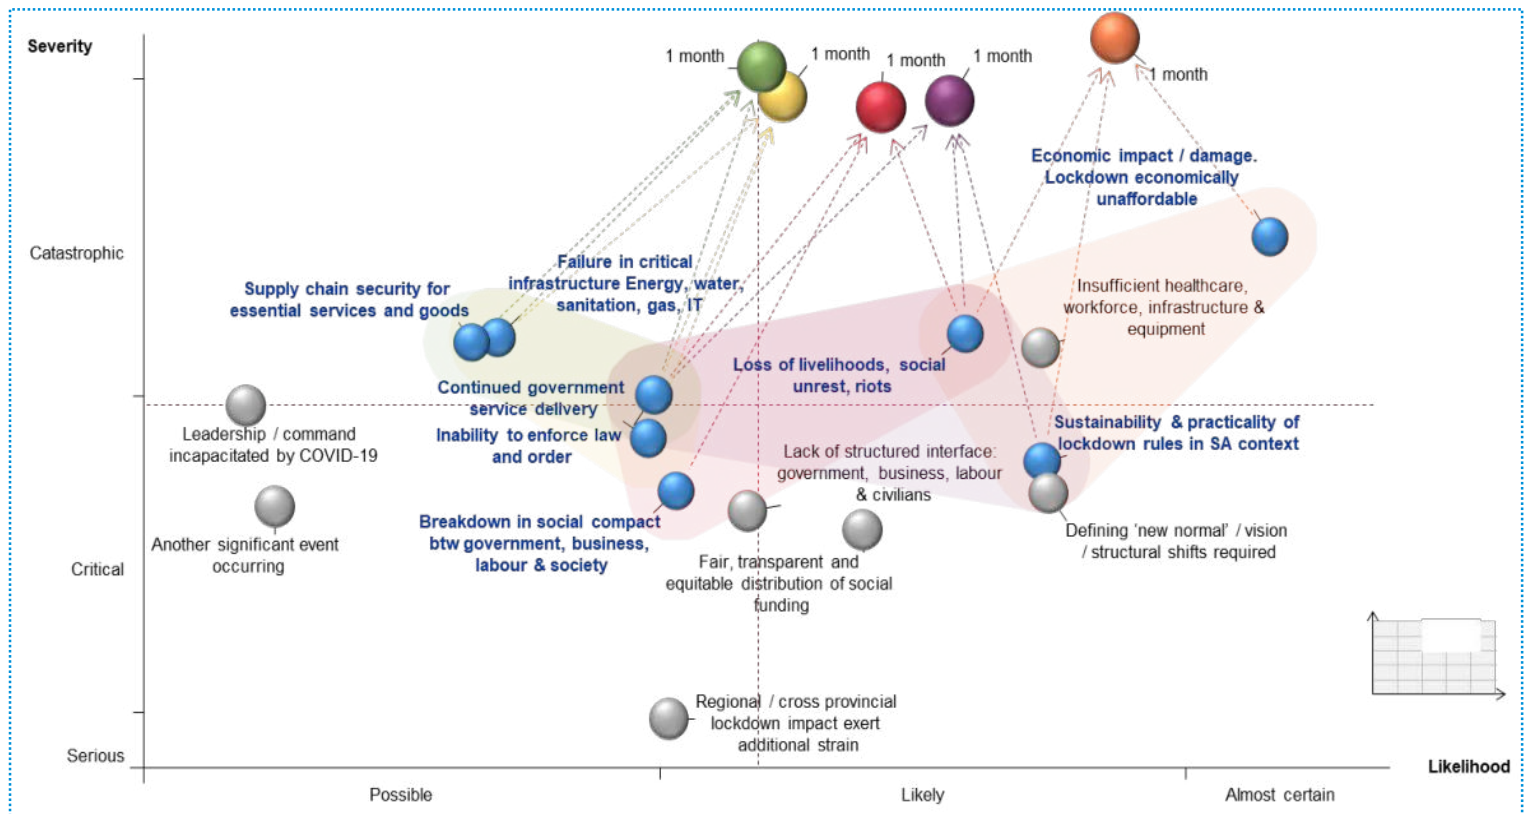 Severity
1 month
1 month
1 month
1 month
1 month
Economic impact / damage.
Lockdown economically
unaffordable
Catastrophic
Failure in critical
infrastructure Energy, water,
sanitation, gas, IT
Supply chain security for
essential services and goods
Insufficient healthcare,
workforce, infrastructure &
equipment
Loss of livelihoods, social
unrest, riots
Continued government
service delivery
Inability to enforce law
and order
Leadership / command
incapacitated by COVID-19
Sustainability & practicality of
lockdown rules in SA context
Lack of structured interface:
government, business, labour
& civilians
Breakdown in social compact
btw government, business,
labour & society
Another significant event
occurring
Defining 'new normal' / vision
/ structural shifts required
Critical
Fair, transparent and
equitable distribution of social
funding
Regional / cross provincial
lockdown impact exert
additional strain
Serious
Likelihood
Possible
Likely
Almost certain